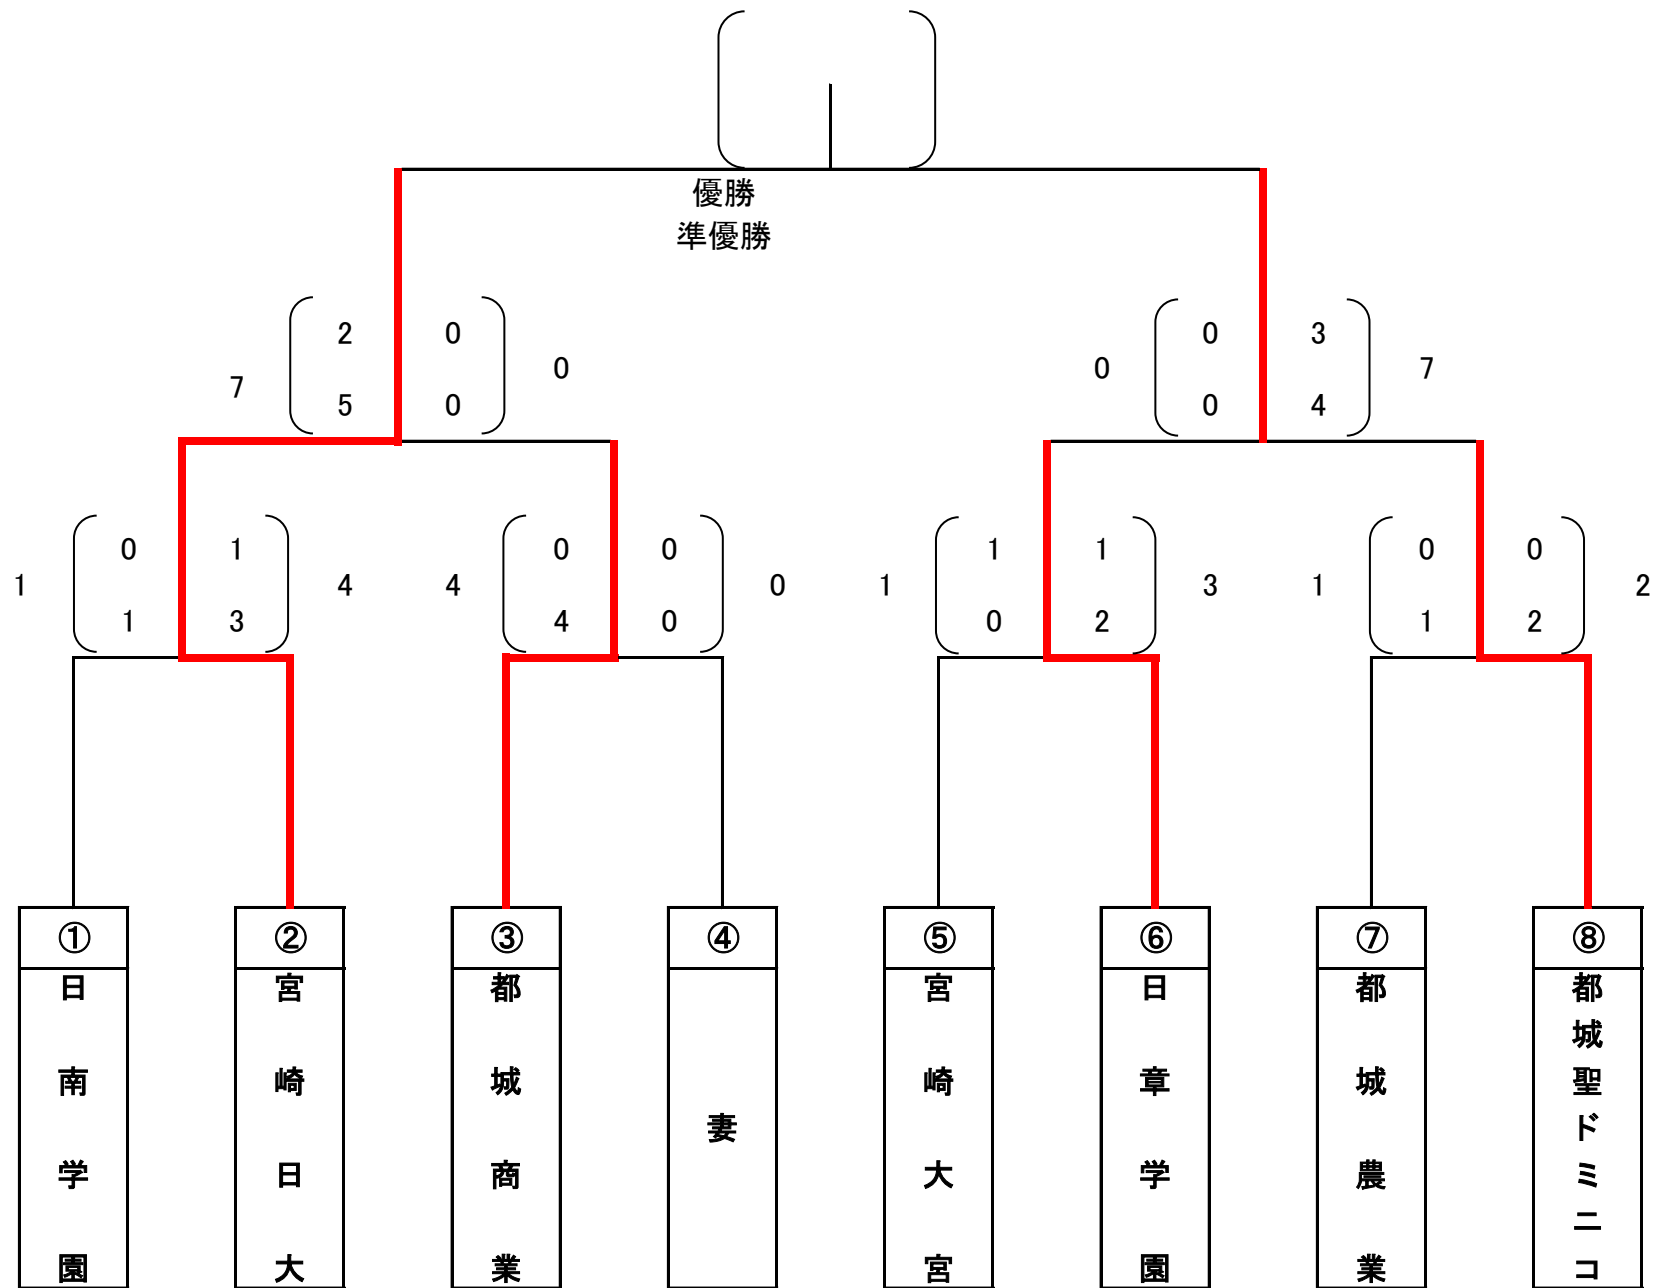 優勝
準優勝
2 0 0 3
7 0 0 7
5 0 0 4
0 1 0 0 1 1 0 0
1 4 4 0 1 3 1 2
1 3 4 0 0 2 1 2
① ② ③ ④ ⑤ ⑥ ⑦ ⑧
日南学園
宮崎日大
都城商業
妻
宮崎大宮
日章学園
都城農業
都城聖ドミニコ